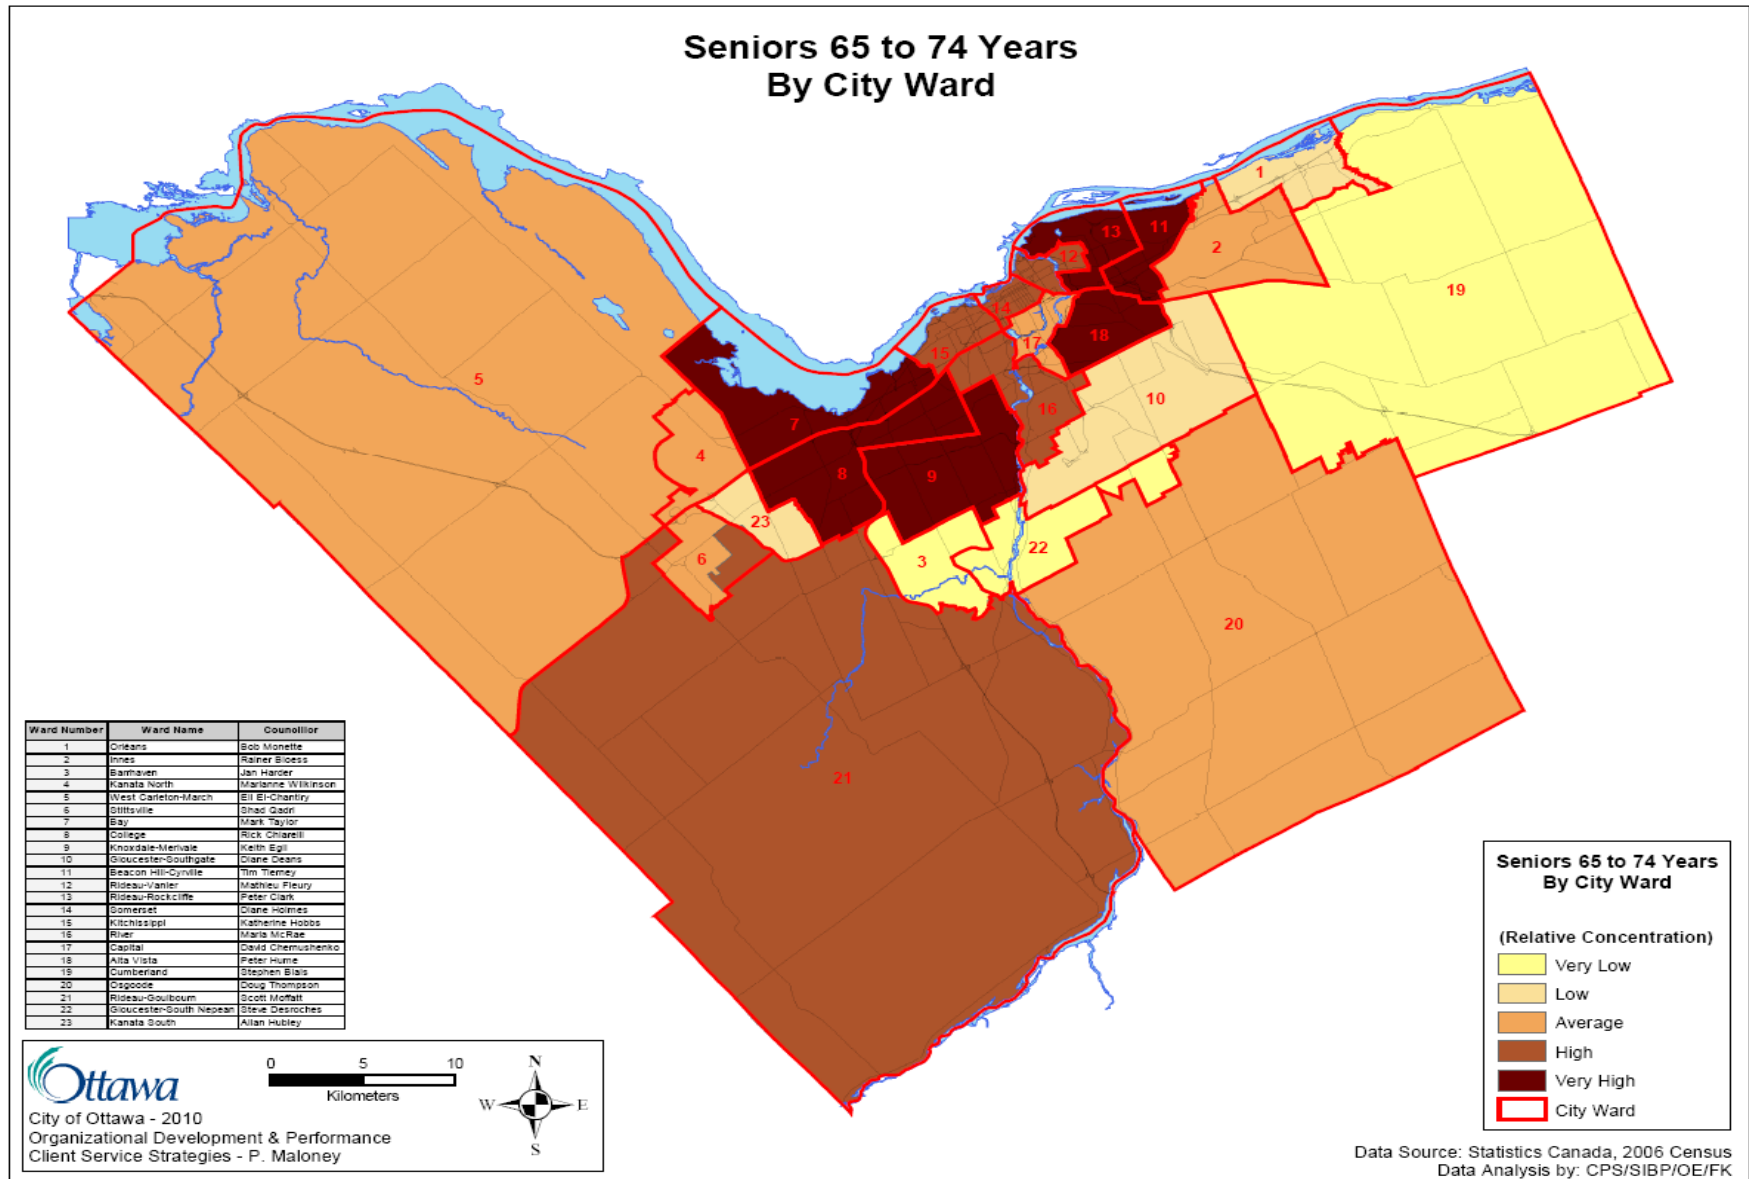 Seniors 65 to 74 Years
By City Ward
1
11
13
2
12
19
14
18
17
15
5
10
16
7
4
8
9
23
3
22
6
20
21
Ward Number Ward Name Councillor
1 Orléans Bob Monette
2 Innes Rainer Bloess
3 Barrhaven Jan Harder
4 Kanata North Marianne Wilkinson
5 West Carleton-March Eli El-Chantiry
6 Stittsville Shad Qadri
7 Bay Mark Taylor
8 College Rick Chiarelli
9 Knoxdale-Merivale Keith Egli
10 Gloucester-Southgate Diane Deans
11 Beacon Hill-Cyrville Tim Tierney
12 Rideau-Vanier Mathieu Fleury
13 Rideau-Rockcliffe Peter Clark
14 Somerset Diane Holmes
15 Kitchissippi Katherine Hobbs
16 River Maria McRae
17 Capital David Chernushenko
18 Alta Vista Peter Hume
19 Cumberland Stephen Blais
20 Osgoode Doug Thompson
21 Rideau-Goulbourn Scott Moffatt
22 Gloucester-South Nepean Steve Desroches
23 Kanata South Allan Hubley
Ottawa
0 5 10
Kilometers
N
W E
S
City of Ottawa - 2010
Organizational Development & Performance
Client Service Strategies - P. Maloney
Seniors 65 to 74 Years
By City Ward
(Relative Concentration)
Very Low
Low
Average
High
Very High
City Ward
Data Source: Statistics Canada, 2006 Census
Data Analysis by: CPS/SIBP/OE/FK